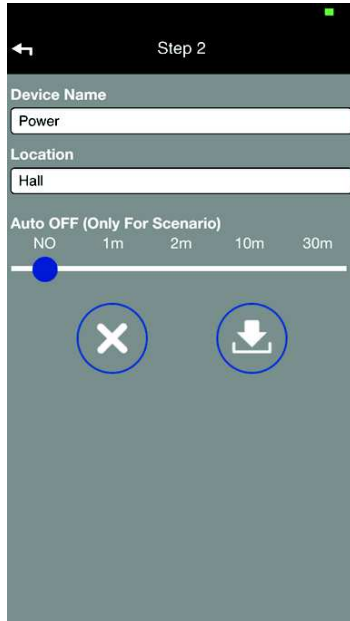 Step 2
Device Name
Power
Location
Hall
Auto OFF (Only For Scenario)
NO 1m 2m 10m 30m